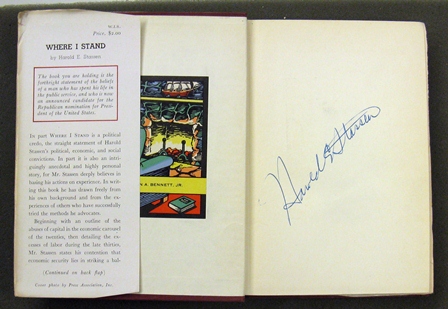 W.I.S.
Price, $2.00
WHERE I STAND
by Harold E. Stassen
The book you are holding is the
forthright statement of the beliefs
of a man who has spent his life in
the public service, and who is now
an announced candidate for the
Republican nomination for Presi-
dent of the United States.
In part WHERE I STAND is a political
credo, the straight statement of Harold
Stassen's political, economic, and social
convictions. In part it is also an intri-
guingly anecdotal and highly personal
story, for Mr. Stassen deeply believes in
basing his actions on experience. In writ-
ing this book he has drawn freely from
his own background and from the ex-
periences of others who have successfully
tried the methods he advocates.
Beginning with an outline of the
abuses of capital in the economic carousel
of the twenties, then detailing the ex-
cesses of labor during the last thirties,
Mr. Stassen states his contention that
economic security lies in striking a bal-
(Continued on back flap)
Cover photo by Pene Associates, Inc.
N A. BENNETT, JR.
Harold E. Stassen